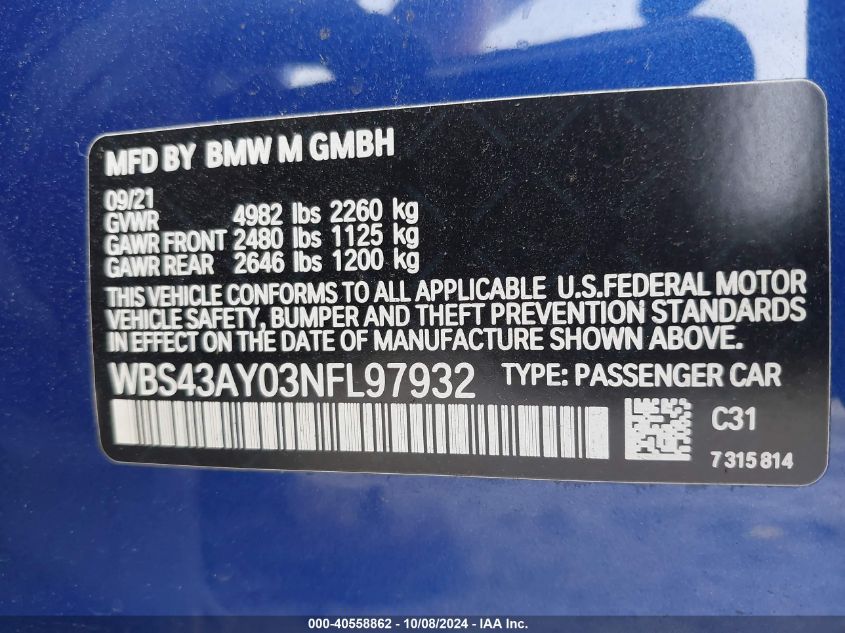 MFD BY BMW M GMBH
09/21
GVWR 4982 lbs 2260 kg
GAWR FRONT 2480 lbs 1125 kg
GAWR REAR 2646 lbs 1200 kg
THIS VEHICLE CONFORMS TO ALL APPLICABLE U.S.FEDERAL MOTOR
VEHICLE SAFETY, BUMPER AND THEFT PREVENTION STANDARDS
IN EFFECT ON THE DATE OF MANUFACTURE SHOWN ABOVE.
WBS43AY03NFL97932 TYPE: PASSENGER CAR
C31
7315814
000-40558862 - 10/08/2024 - IAA Inc.